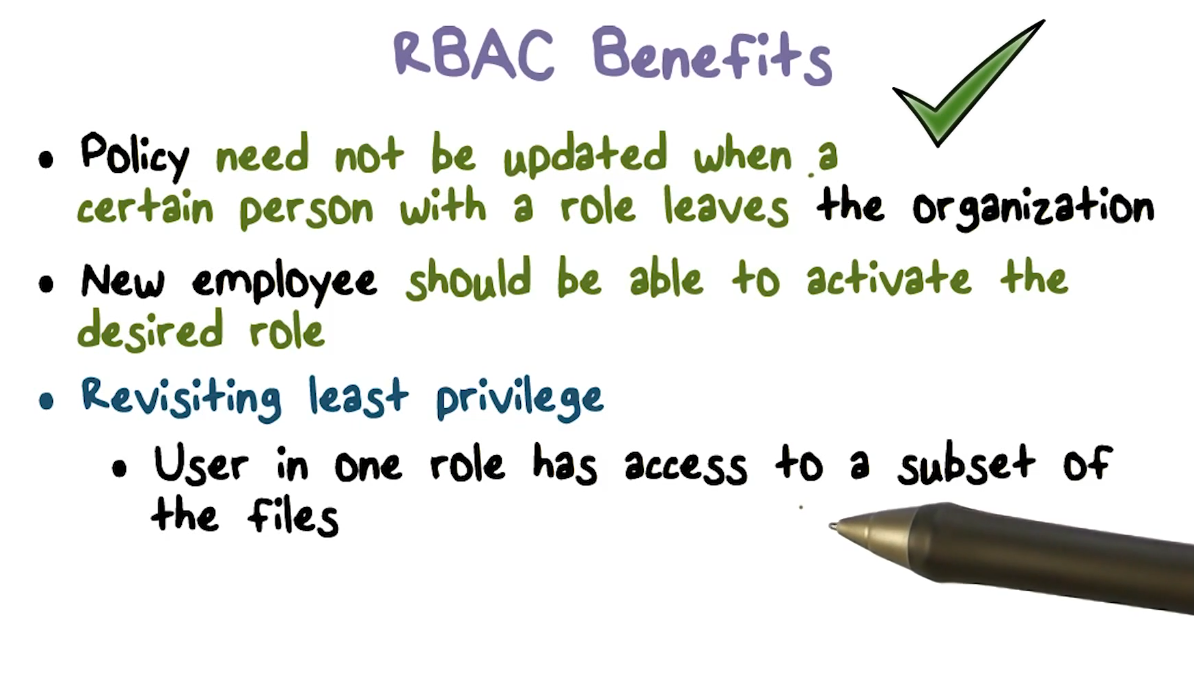 RBAC Benefits
• Policy need not be updated when a
certain person with a role leaves the organization
• New employee should be able to activate the
desired role
• Revisiting least privilege
• User in one role has access to a subset of
the files